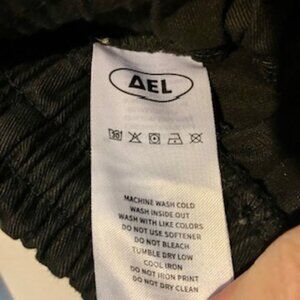 AEL
MACHINE WASH COLD
WASH INSIDE OUT
WASH WITH LIKE COLORS
DO NOT USE SOFTENER
DO NOT BLEACH
TUMBLE DRY LOW
COOL IRON
DO NOT IRON PRINT
DO NOT DRY CLEAN